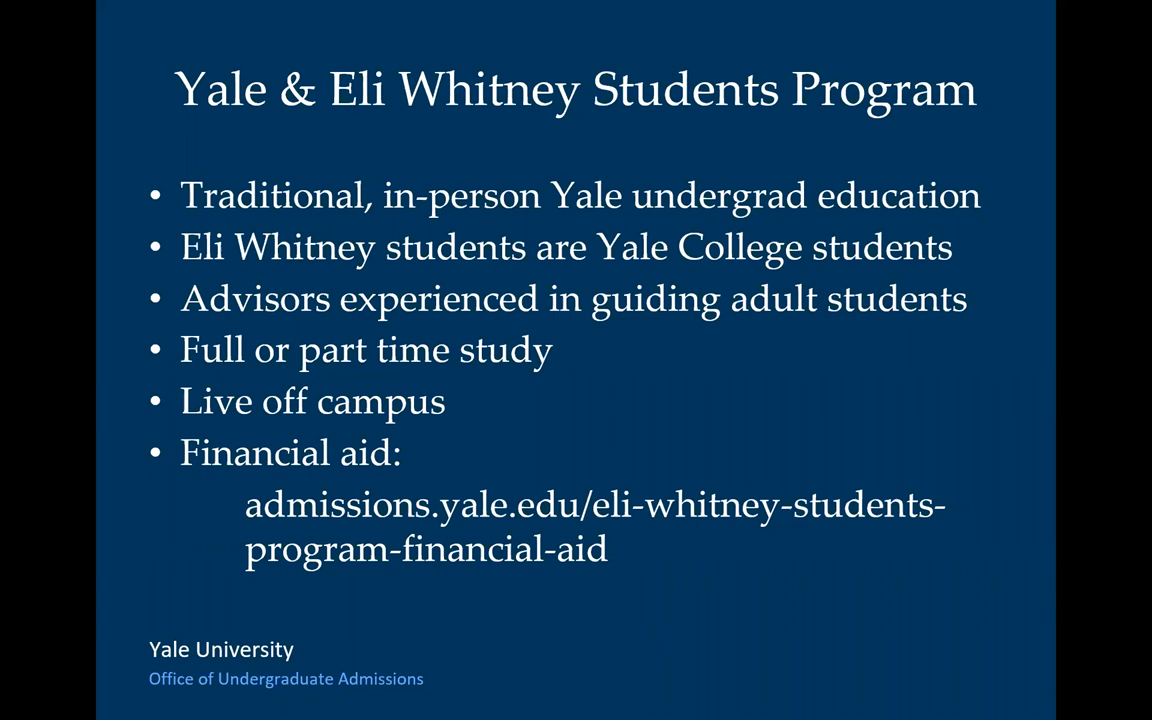 Yale & Eli Whitney Students Program
• Traditional, in-person Yale undergrad education
• Eli Whitney students are Yale College students
• Advisors experienced in guiding adult students
• Full or part time study
• Live off campus
• Financial aid:
admissions.yale.edu/eli-whitney-students-
program-financial-aid
Yale University
Office of Undergraduate Admissions